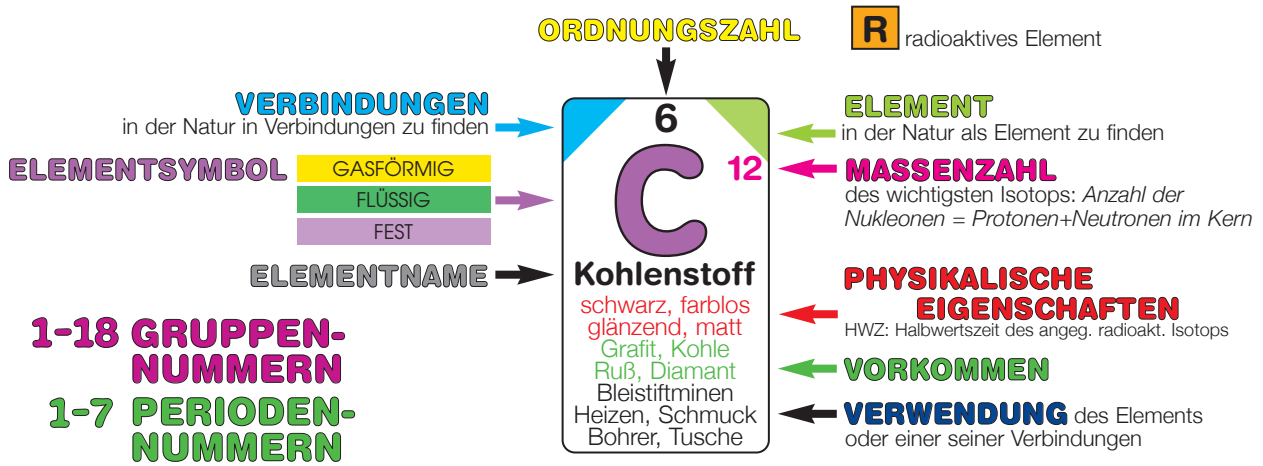 ORDNUNGSZAHL
R radioaktives Element
VERBINDUNGEN
in der Natur in Verbindungen zu finden
ELEMENTSYMBOL
GASFÖRMIG
FLÜSSIG
FEST
ELEMENTNAME
1-18 GRUPPEN-
NUMMERN
1-7 PERIODEN-
NUMMERN
6
C
12
Kohlenstoff
schwarz, farblos
glänzend, matt
Grafit, Kohle
Ruß, Diamant
Bleistiftminen
Heizen, Schmuck
Bohrer, Tusche
ELEMENT
in der Natur als Element zu finden
MASSENZAHL
des wichtigsten Isotops: Anzahl der
Nukleonen = Protonen+Neutronen im Kern
PHYSIKALISCHE
EIGENSCHAFTEN
HWZ: Halbwertszeit des angeg. radioakt. Isotops
VORKOMMEN
VERWENDUNG des Elements
oder einer seiner Verbindungen